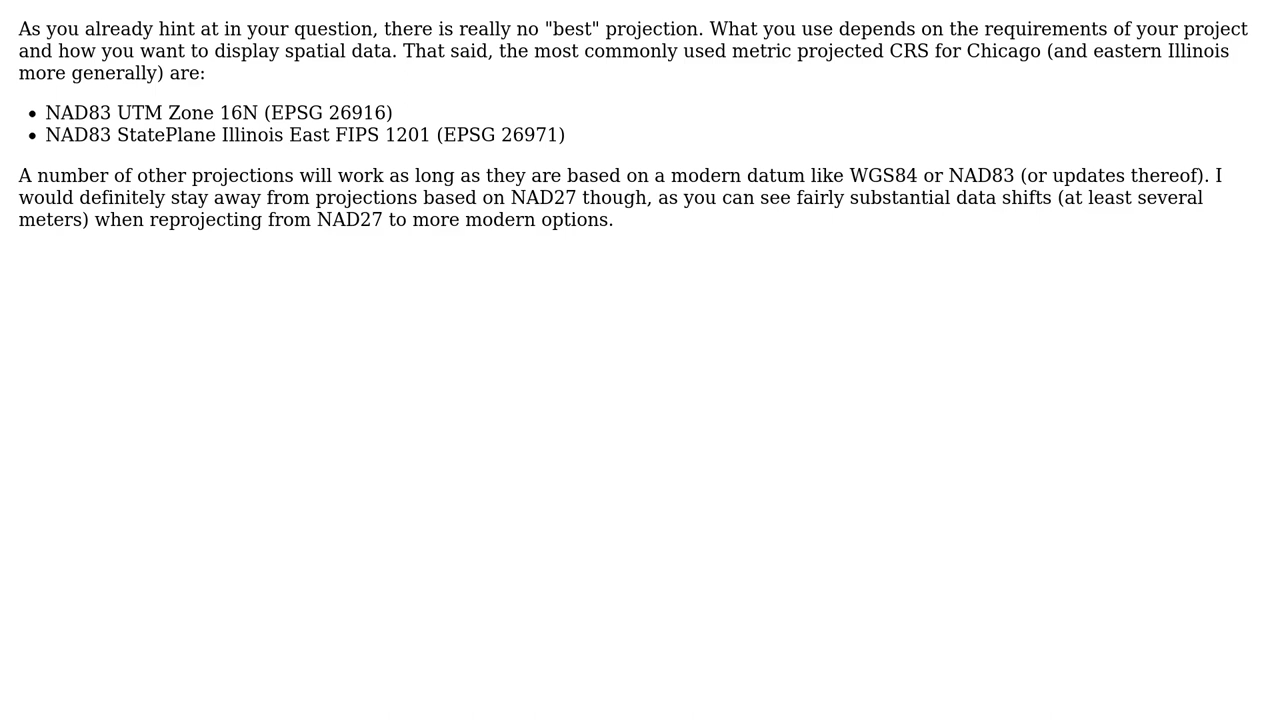 As you already hint at in your question, there is really no "best" projection. What you use depends on the requirements of your project
and how you want to display spatial data. That said, the most commonly used metric projected CRS for Chicago (and eastern Illinois
more generally) are:
• NAD83 UTM Zone 16N (EPSG 26916)
• NAD83 StatePlane Illinois East FIPS 1201 (EPSG 26971)
A number of other projections will work as long as they are based on a modern datum like WGS84 or NAD83 (or updates thereof). I
would definitely stay away from projections based on NAD27 though, as you can see fairly substantial data shifts (at least several
meters) when reprojecting from NAD27 to more modern options.